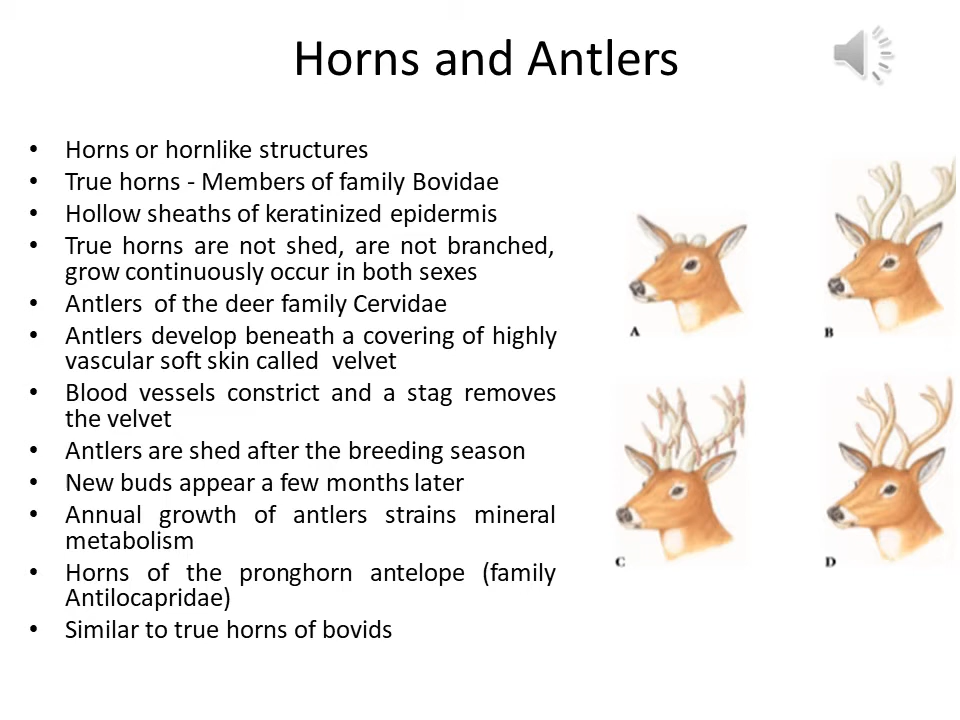 Horns and Antlers
• Horns or hornlike structures
• True horns - Members of family Bovidae
• Hollow sheaths of keratinized epidermis
• True horns are not shed, are not branched,
grow continuously occur in both sexes
• Antlers of the deer family Cervidae
• Antlers develop beneath a covering of highly
vascular soft skin called velvet
• Blood vessels constrict and a stag removes
the velvet
• Antlers are shed after the breeding season
• New buds appear a few months later
• Annual growth of antlers strains mineral
metabolism
• Horns of the pronghorn antelope (family
Antilocapridae)
• Similar to true horns of bovids
A
B
C
D